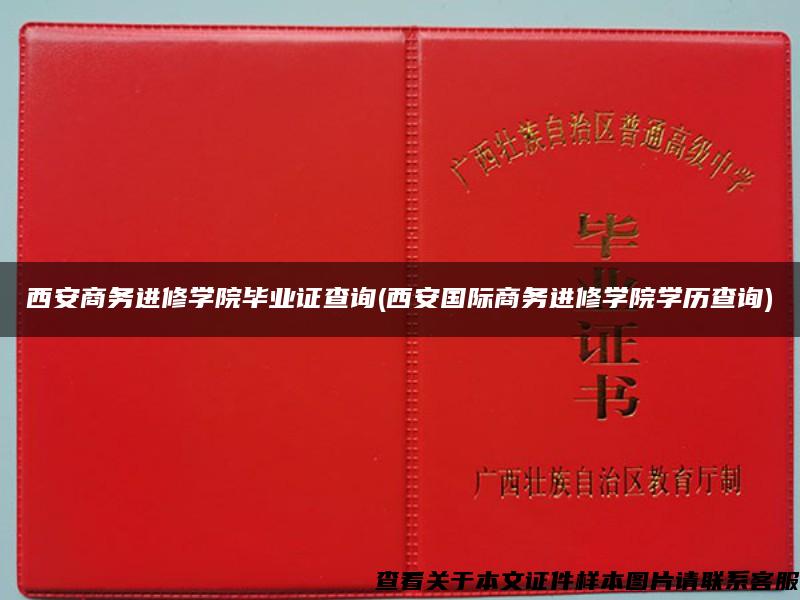 广西壮族自治区普通高级中学
毕业证书
西安商务进修学院毕业证查询(西安国际商务进修学院学历查询)
广西壮族自治区教育厅制
查看关于本文证件样本图片请联系客服